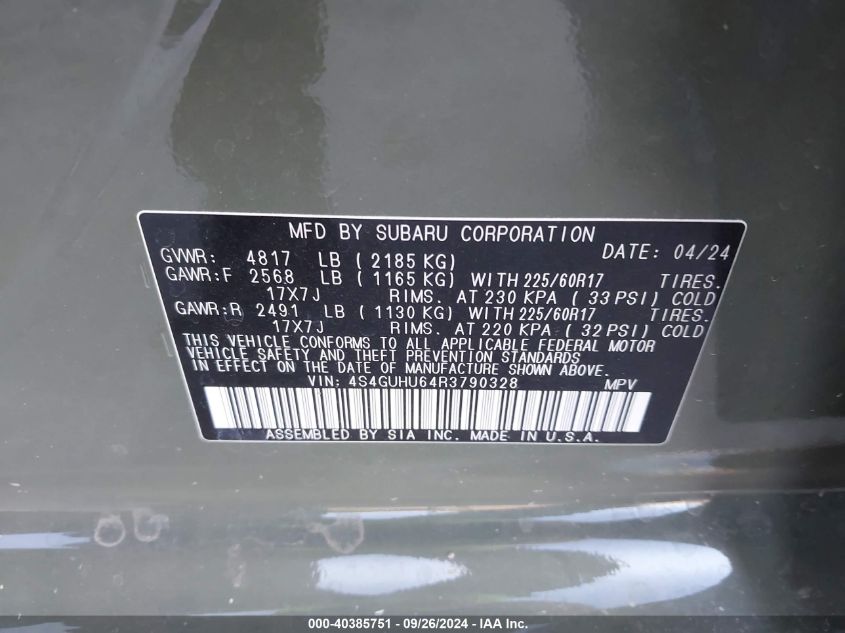 MFD BY SUBARU CORPORATION
GVWR: 4817 LB ( 2185 KG) DATE: 04/24
GAWR:F 2568 LB ( 1165 KG) WITH 225/60R17 TIRES.
17X7J RIMS. AT 230 KPA ( 33 PSI) COLD
GAWR:R 2491 LB ( 1130 KG) WITH 225/60R17 TIRES.
17X7J RIMS. AT 220 KPA ( 32 PSI) COLD
THIS VEHICLE CONFORMS TO ALL APPLICABLE FEDERAL MOTOR
VEHICLE SAFETY AND THEFT PREVENTION STANDARDS
IN EFFECT ON THE DATE OF MANUFACTURE SHOWN ABOVE.
VIN: 4S4GUHU64R3790328 MPV
ASSEMBLED BY SIA INC. MADE IN U.S.A.
000-40385751 - 09/26/2024 - IAA Inc.